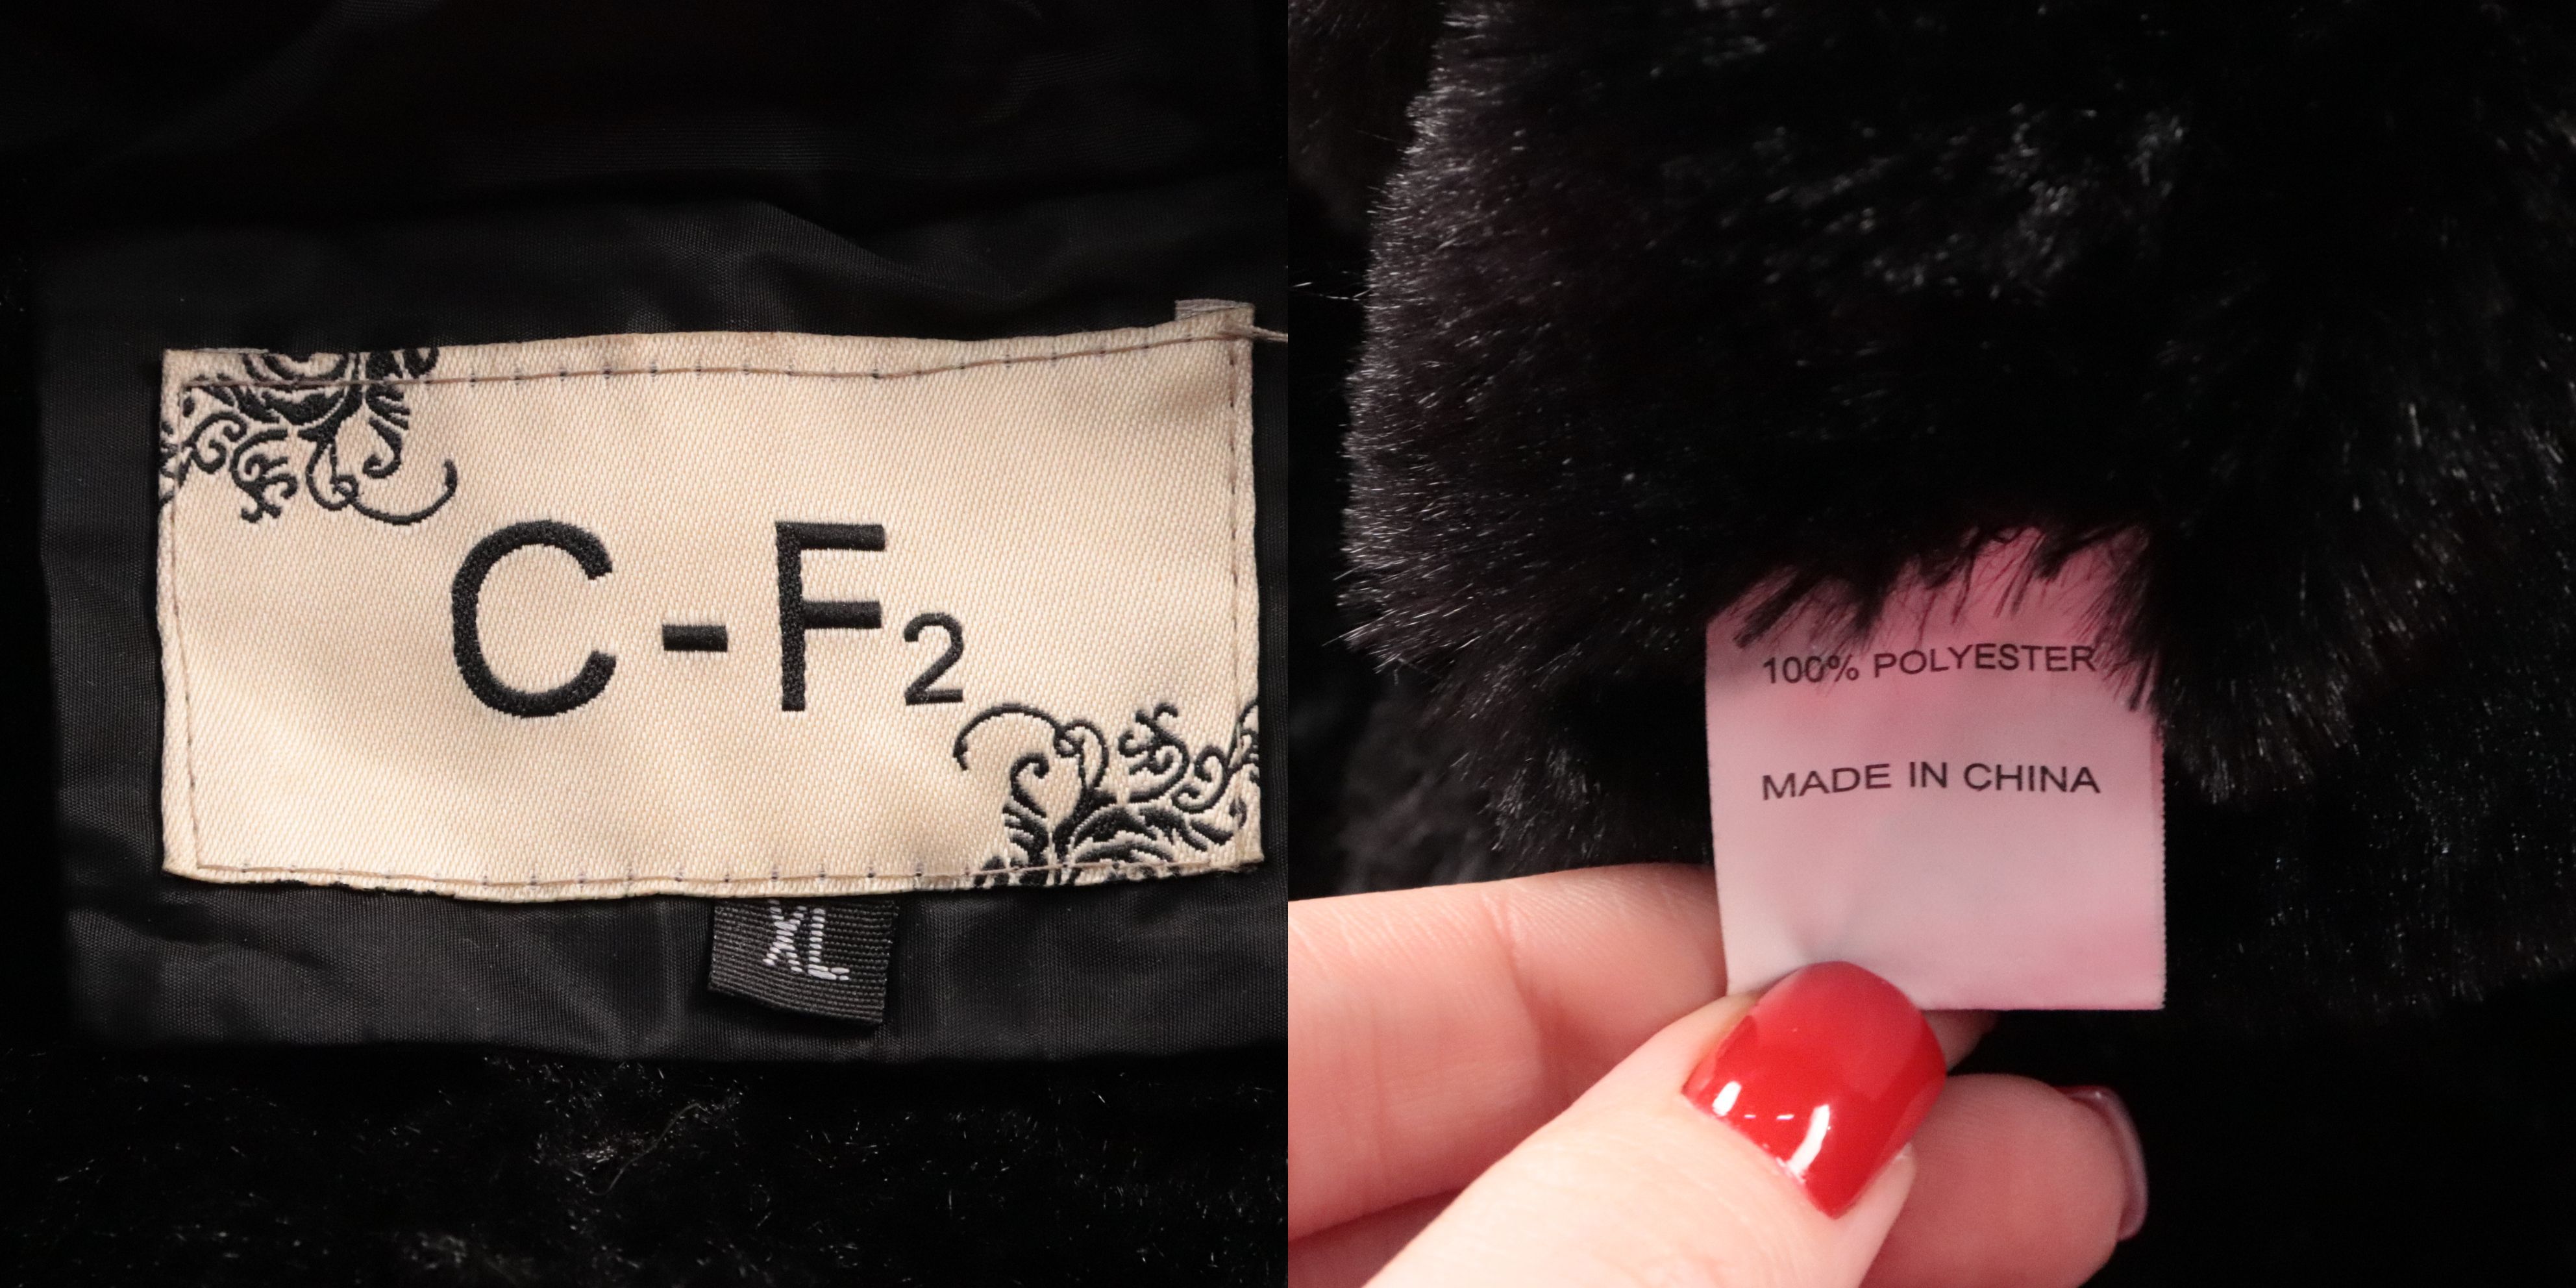 C-F2
XL
100% POLYESTER
MADE IN CHINA